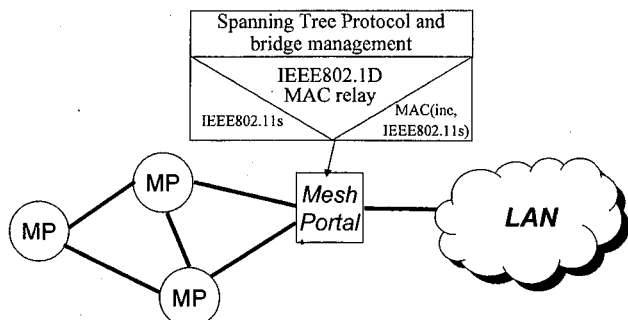 Spanning Tree Protocol and
bridge management
IEEE802.1D
MAC relay
IEEE802.11s
MAC(inc,
IEEE802.11s)
MP
MP
MP
Mesh
Portal
LAN